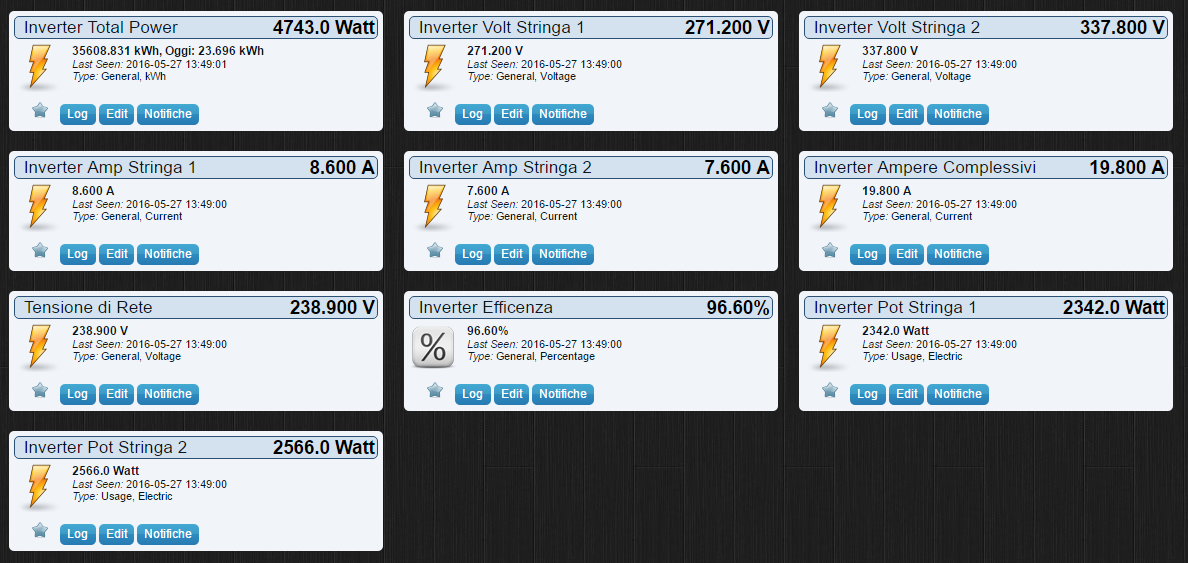 Inverter Total Power 4743.0 Watt
35608.831 kWh, Oggi: 23.696 kWh
Last Seen: 2016-05-27 13:49:01
Type: General, kWh
Log Edit Notifiche
Inverter Volt Stringa 1 271.200 V
271.200 V
Last Seen: 2016-05-27 13:49:00
Type: General, Voltage
Log Edit Notifiche
Inverter Volt Stringa 2 337.800 V
337.800 V
Last Seen: 2016-05-27 13:49:00
Type: General, Voltage
Log Edit Notifiche
Inverter Amp Stringa 1 8.600 A
8.600 A
Last Seen: 2016-05-27 13:49:00
Type: General, Current
Log Edit Notifiche
Inverter Amp Stringa 2 7.600 A
7.600 A
Last Seen: 2016-05-27 13:49:00
Type: General, Current
Log Edit Notifiche
Inverter Ampere Complessivi 19.800 A
19.800 A
Last Seen: 2016-05-27 13:49:00
Type: General, Current
Log Edit Notifiche
Tensione di Rete 238.900 V
238.900 V
Last Seen: 2016-05-27 13:49:00
Type: General, Voltage
Log Edit Notifiche
Inverter Efficenza 96.60%
%
96.60%
Last Seen: 2016-05-27 13:49:00
Type: General, Percentage
Log Edit Notifiche
Inverter Pot Stringa 1 2342.0 Watt
2342.0 Watt
Last Seen: 2016-05-27 13:49:00
Type: Usage, Electric
Log Edit Notifiche
Inverter Pot Stringa 2 2566.0 Watt
2566.0 Watt
Last Seen: 2016-05-27 13:49:00
Type: Usage, Electric
Log Edit Notifiche